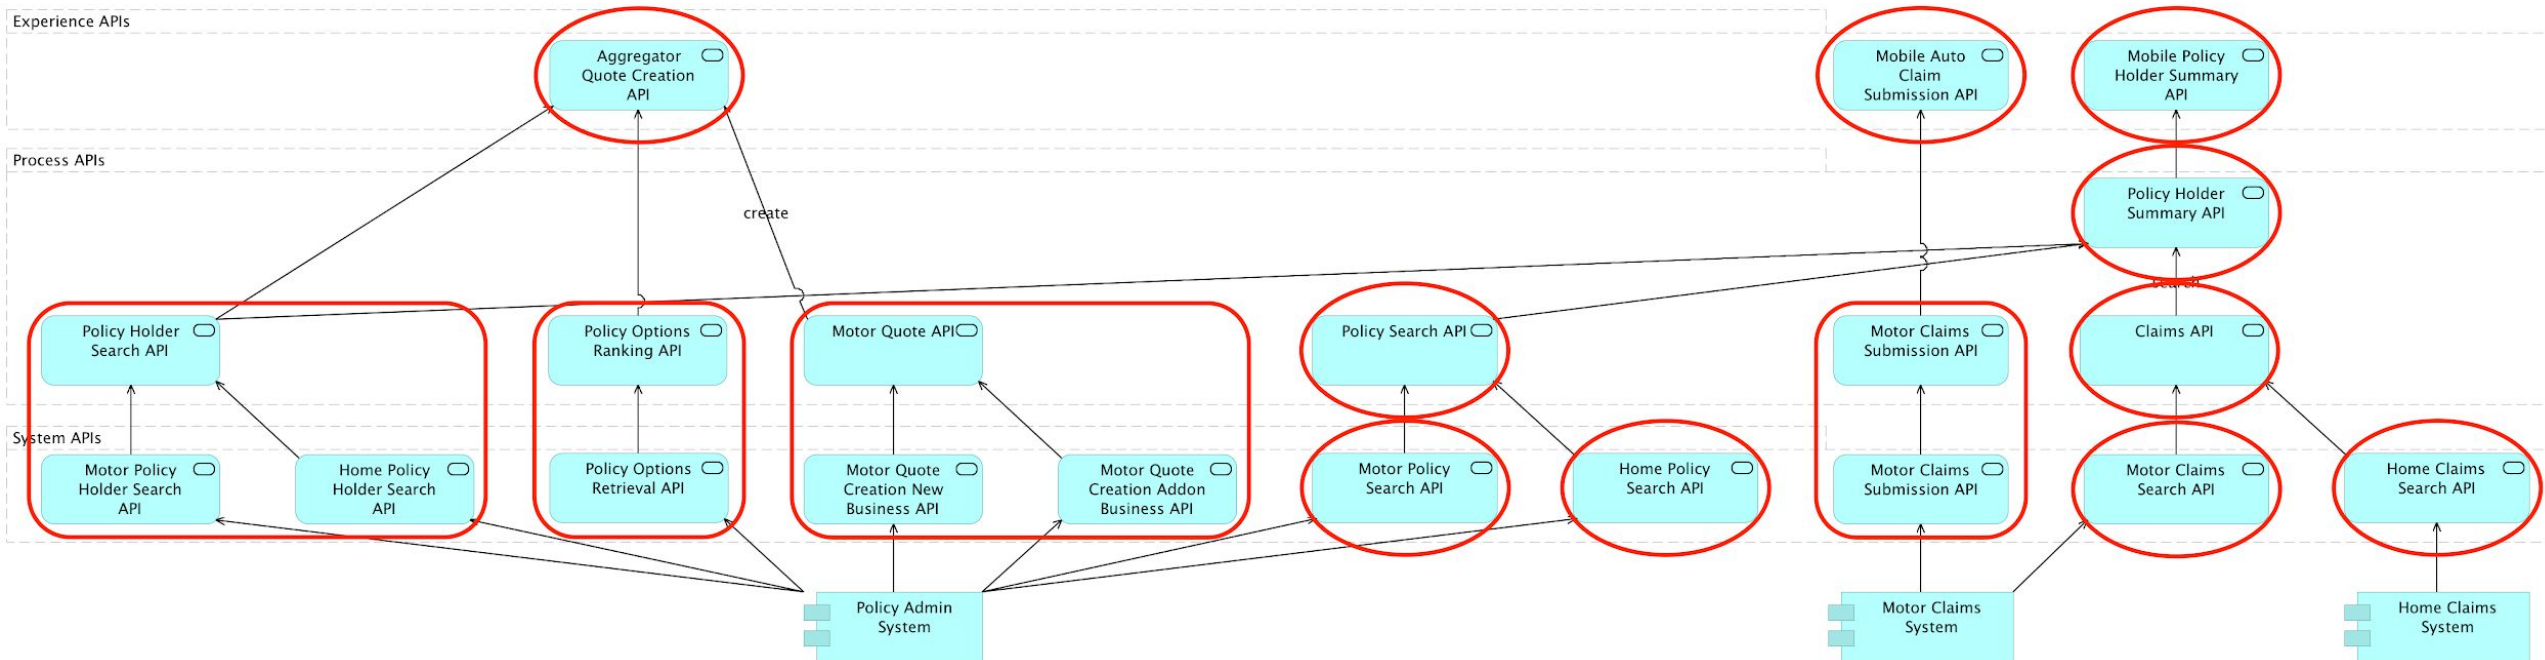 Experience APIs
Aggregator
Quote Creation
API
Mobile Auto
Claim
Submission API
Mobile Policy
Holder Summary
API
Process APIs
Policy Holder
Summary API
create
search
Policy Holder
Search API
Policy Options
Ranking API
Motor Quote API
Policy Search API
Motor Claims
Submission API
Claims API
System APIs
Motor Policy
Holder Search
API
Home Policy
Holder Search
API
Policy Options
Retrieval API
Motor Quote
Creation New
Business API
Motor Quote
Creation Addon
Business API
Motor Policy
Search API
Home Policy
Search API
Motor Claims
Submission API
Motor Claims
Search API
Home Claims
Search API
Policy Admin
System
Motor Claims
System
Home Claims
System